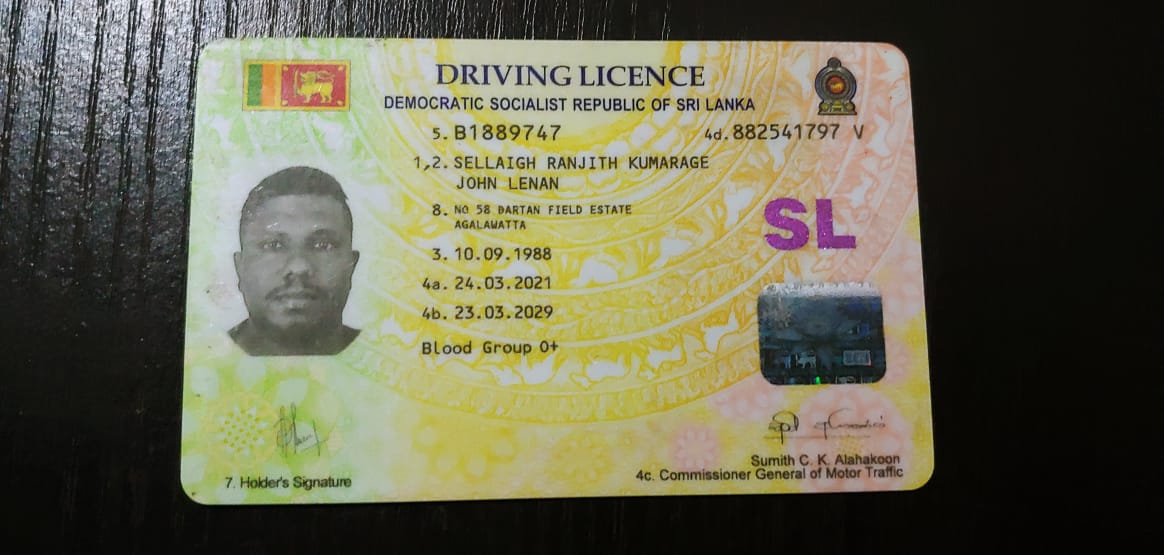 DRIVING LICENCE
DEMOCRATIC SOCIALIST REPUBLIC OF SRI LANKA
5. B1889747 4d. 882541797 V
1,2. SELLAIGH RANJITH KUMARAGE
JOHN LENAN
8. NO 58 DARTAN FIELD ESTATE
AGALAWATTA
SL
3. 10.09.1988
4a. 24.03.2021
4b. 23.03.2029
Blood Group O+
Sumith C. K. Alahakoon
7. Holder's Signature 4c. Commissioner General of Motor Traffic